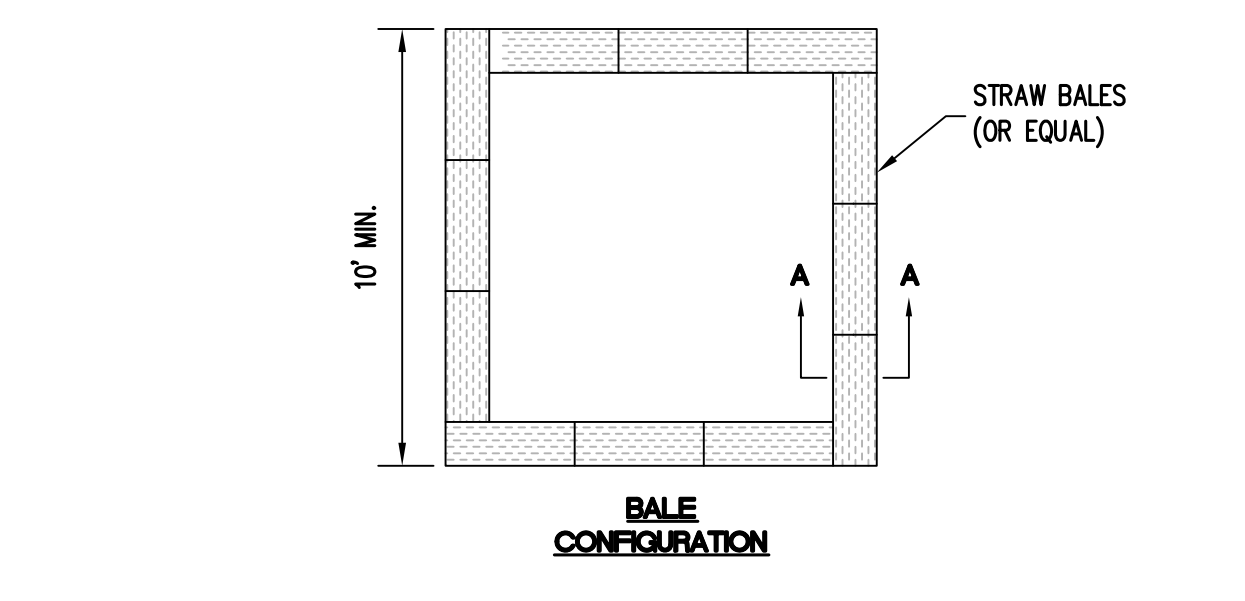 STRAW BALES
(OR EQUAL)
10' MIN.
A A
BALE
CONFIGURATION